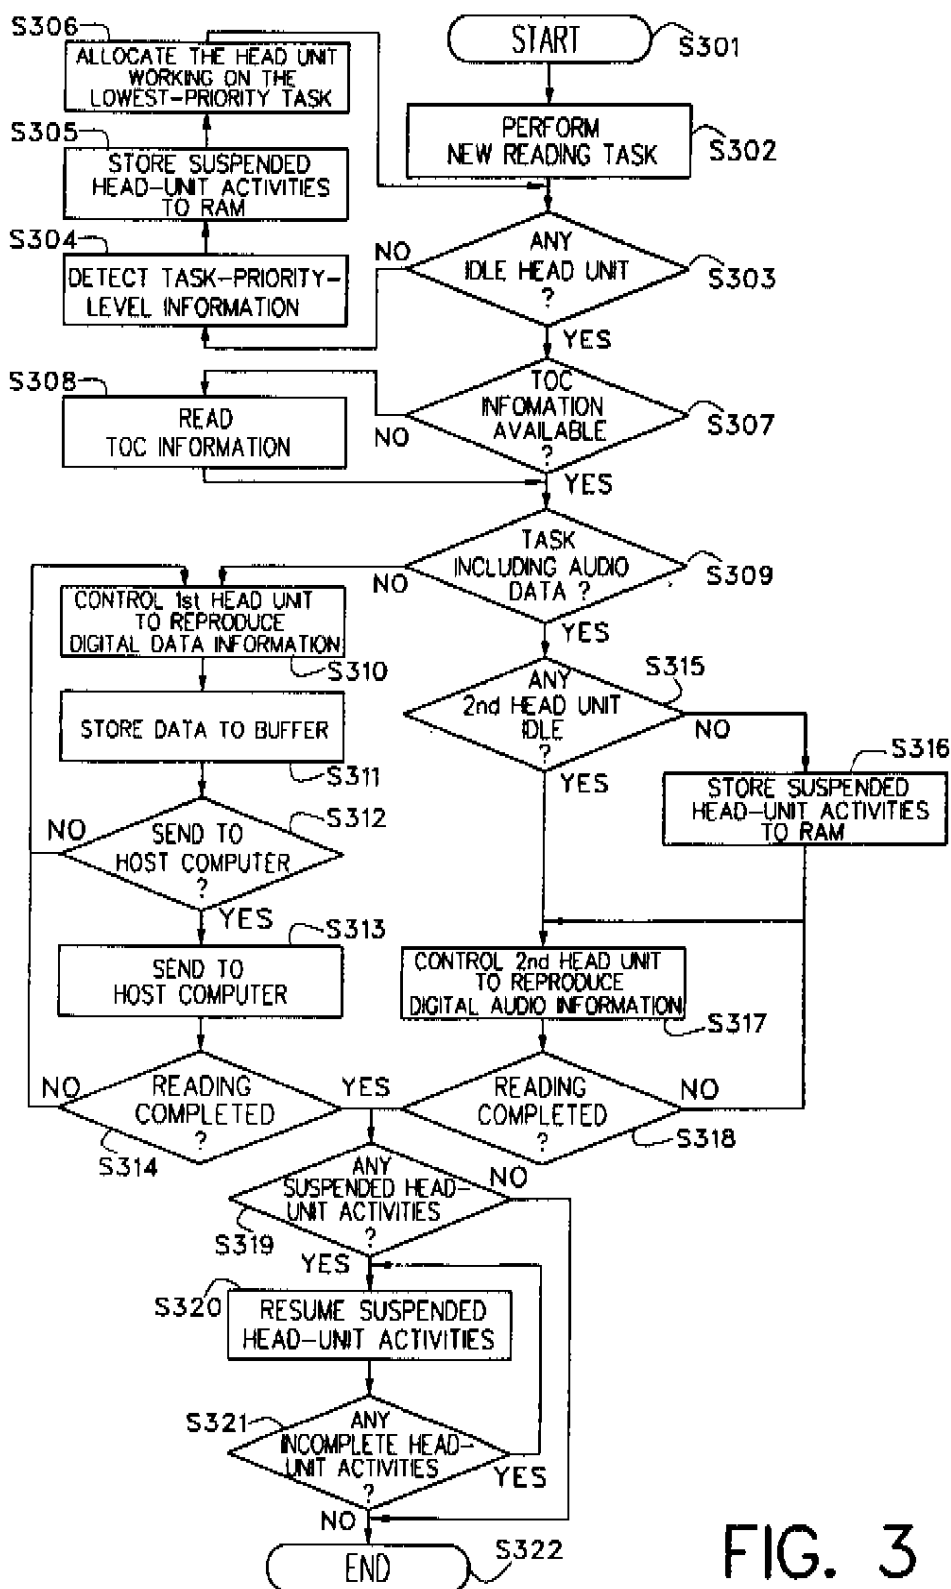 START
S301
PERFORM
NEW READING TASK
S302
ANY
IDLE HEAD UNIT
?
S303
NO
YES
S306
ALLOCATE THE HEAD UNIT
WORKING ON THE
LOWEST-PRIORITY TASK
S305
STORE SUSPENDED
HEAD-UNIT ACTIVITIES
TO RAM
S304
DETECT TASK-PRIORITY-
LEVEL INFORMATION
TOC
INFOMATION
AVAILABLE
?
S307
NO
YES
S308
READ
TOC INFORMATION
TASK
INCLUDING AUDIO
DATA ?
S309
NO
YES
CONTROL 1st HEAD UNIT
TO REPRODUCE
DIGITAL DATA INFORMATION
S310
STORE DATA TO BUFFER
S311
SEND TO
HOST COMPUTER
?
S312
NO
YES
S313
SEND TO
HOST COMPUTER
READING
COMPLETED
?
S314
NO
YES
ANY
2nd HEAD UNIT
IDLE
?
S315
NO
YES
S316
STORE SUSPENDED
HEAD-UNIT ACTIVITIES
TO RAM
CONTROL 2nd HEAD UNIT
TO REPRODUCE
DIGITAL AUDIO INFORMATION
S317
READING
COMPLETED
?
S318
NO
ANY
SUSPENDED HEAD-
UNIT ACTIVITIES
?
S319
NO
YES
S320
RESUME SUSPENDED
HEAD-UNIT ACTIVITIES
S321
ANY
INCOMPLETE HEAD-
UNIT ACTIVITIES
?
YES
NO
END
S322
FIG. 3